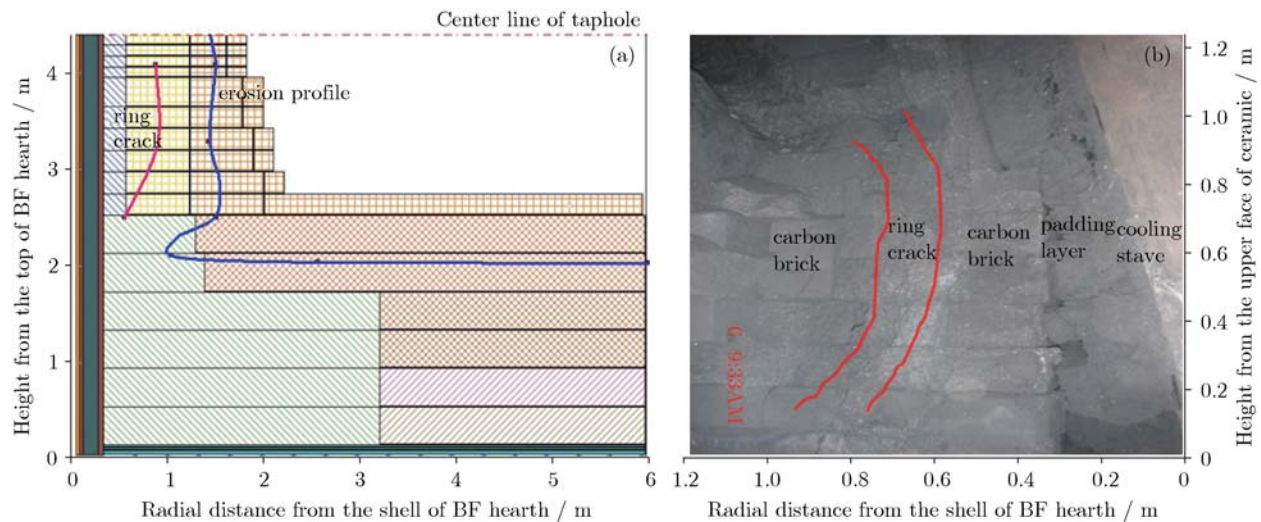 Center line of taphole
(a)
4
3
2
1
0
0
1
2
3
4
5
6
Height from the top of BF hearth / m
Radial distance from the shell of BF hearth / m
ring
crack
erosion profile
(b)
carbon
brick
ring
crack
carbon
brick
padding
layer
cooling
stave
G. 9:33AM
1.2
1.0
0.8
0.6
0.4
0.2
0
1.2
1.0
0.8
0.6
0.4
0.2
0
Radial distance from the shell of BF hearth / m
Height from the upper face of ceramic / m